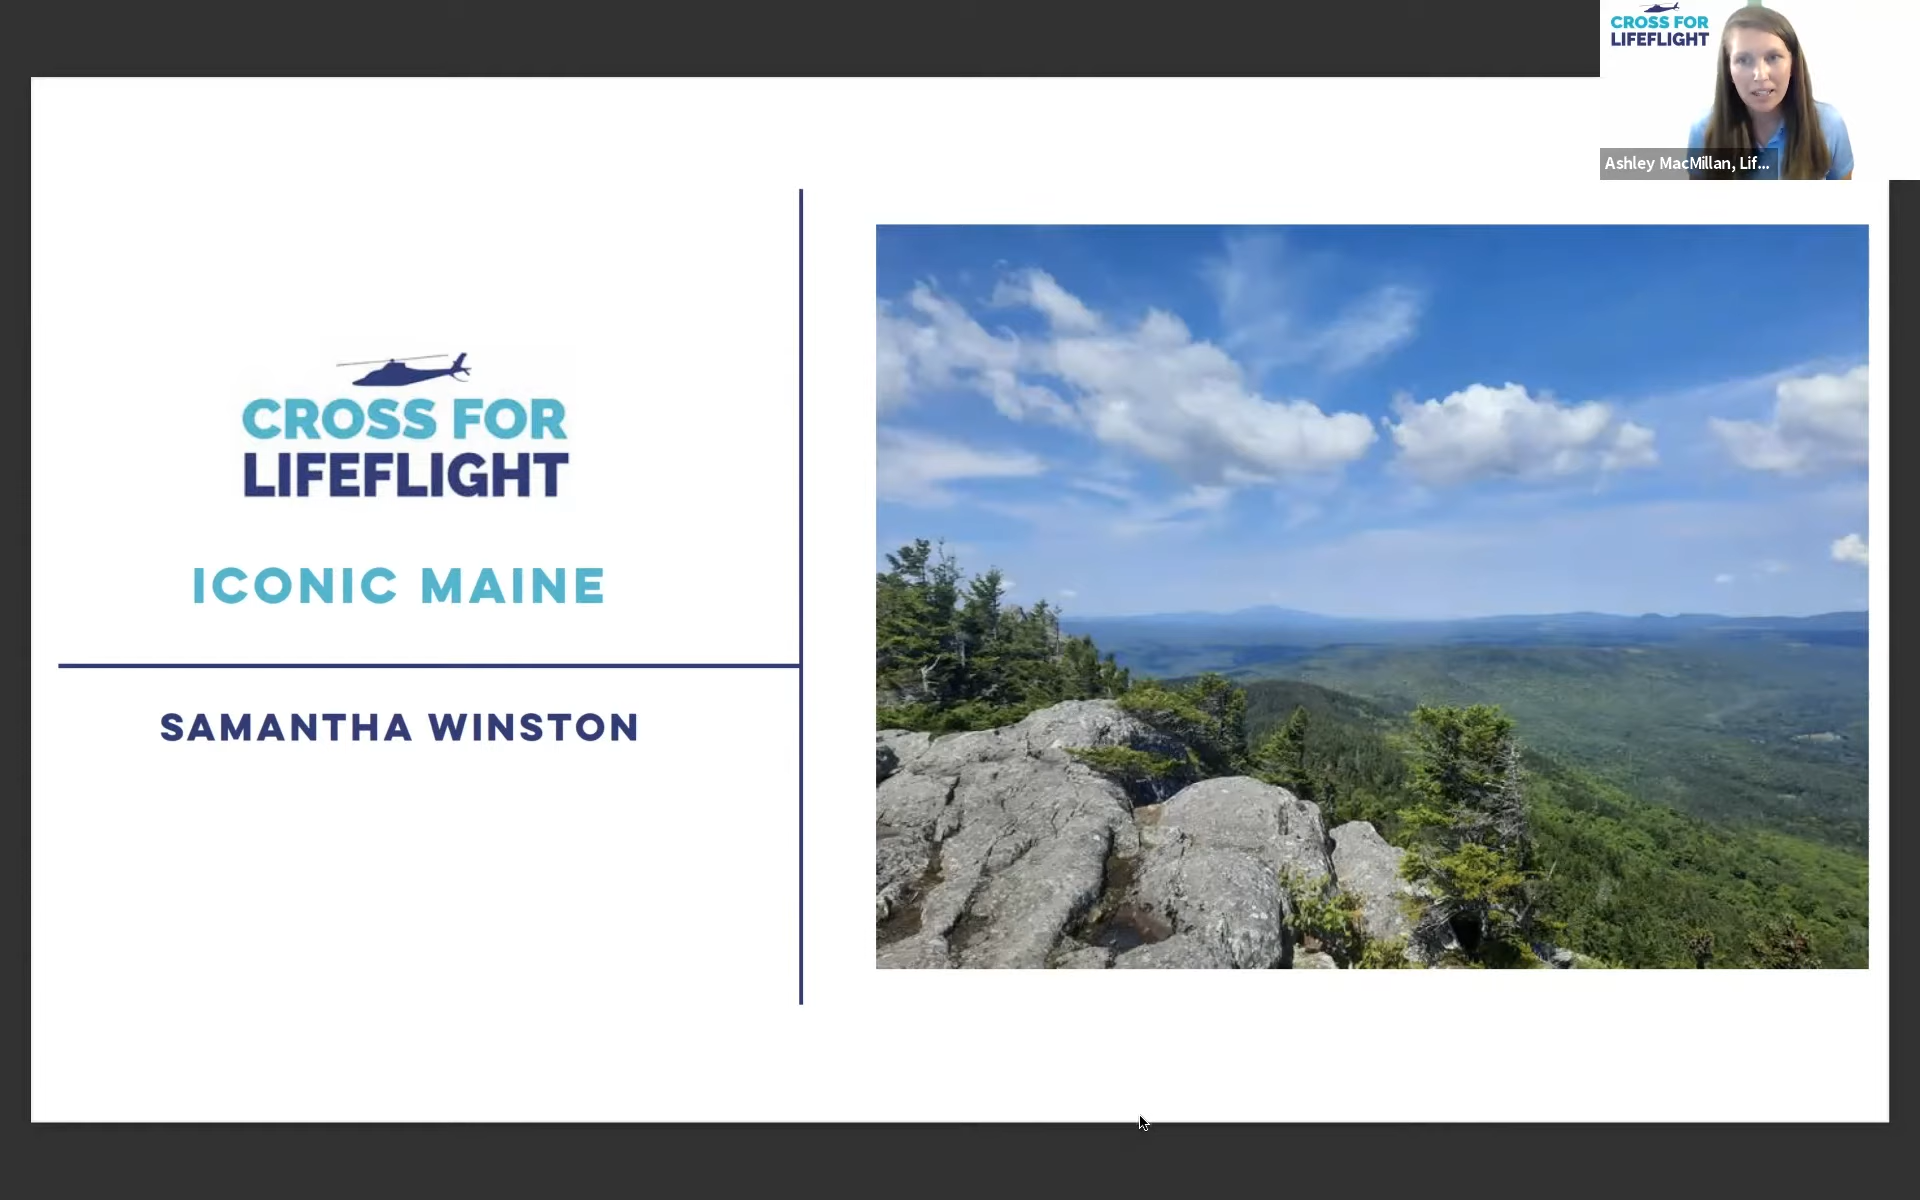 CROSS FOR
LIFEFLIGHT
Ashley MacMillan, Lif...
CROSS FOR
LIFEFLIGHT
ICONIC MAINE
SAMANTHA WINSTON